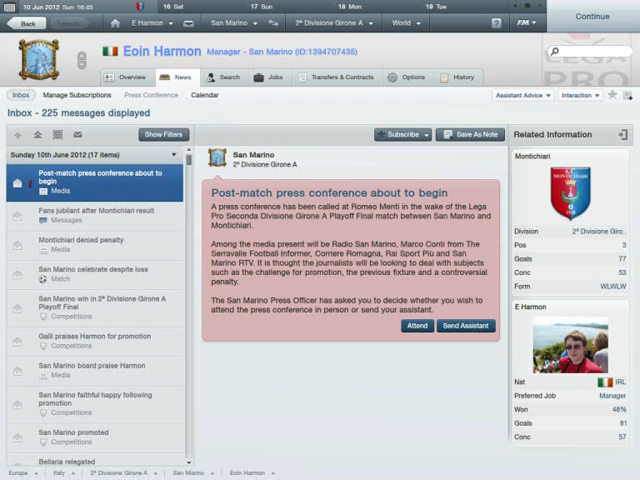 10 Jun 2012 Sun 16:45
16 Sat
17 Sun
18 Mon
19 Tue
Back
E Harmon
San Marino
2ª Divisione Girone A
World
FM
Continue
Eoin Harmon Manager - San Marino (ID:1394707435)
LEGA
PRO
Overview
News
Search
Jobs
Transfers & Contracts
Options
History
Inbox
Manage Subscriptions
Press Conference
Calendar
Assistant Advice
Interaction
Inbox - 225 messages displayed
Show Filters
Subscribe
Save As Note
Related Information
Sunday 10th June 2012 (17 items)
Post-match press conference about to
begin
Media
Fans jubilant after Montichiari result
Messages
Montichiari denied penalty
Media
San Marino celebrate despite loss
Match
San Marino win in 2ª Divisione Girone A
Playoff Final
Competitions
Galli praises Harmon for promotion
Competitions
San Marino board praise Harmon
Media
San Marino faithful happy following
promotion
Competitions
San Marino promoted
Competitions
Bellaria relegated
San Marino
2ª Divisione Girone A
Post-match press conference about to begin
A press conference has been called at Romeo Menti in the wake of the Lega
Pro Seconda Divisione Girone A Playoff Final match between San Marino and
Montichiari.
Among the media present will be Radio San Marino, Marco Conti from The
Serravalle Football Informer, Corriere Romagna, Rai Sport Più and San
Marino RTV. It is thought the journalists will be looking to deal with subjects
such as the challenge for promotion, the previous fixture and a controversial
penalty.
The San Marino Press Officer has asked you to decide whether you wish to
attend the press conference in person or send your assistant.
Attend
Send Assistant
Montichiari
MONTICHIARI
Division 2ª Divisione Giro..
Pos 3
Goals 77
Conc 53
Form WLWLW
E Harmon
Nat IRL
Preferred Job Manager
Won 48%
Goals 81
Conc 57
Europe
Italy
2ª Divisione Girone A
San Marino
Eoin Harmon